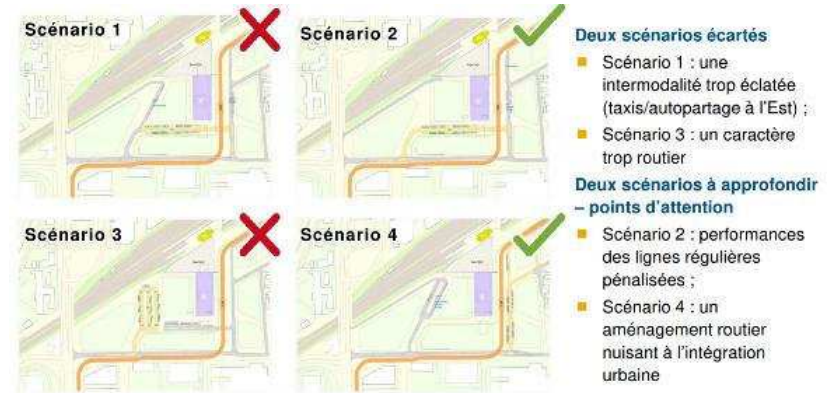 Scénario 1
Scénario 2
Scénario 3
Scénario 4
Deux scénarios écartés
Scénario 1 : une
intermodalité trop éclatée
(taxis/autopartage à l'Est) ;
Scénario 3 : un caractère
trop routier
Deux scénarios à approfondir
– points d'attention
Scénario 2 : performances
des lignes régulières
pénalisées ;
Scénario 4 : un
aménagement routier
nuisant à l'intégration
urbaine